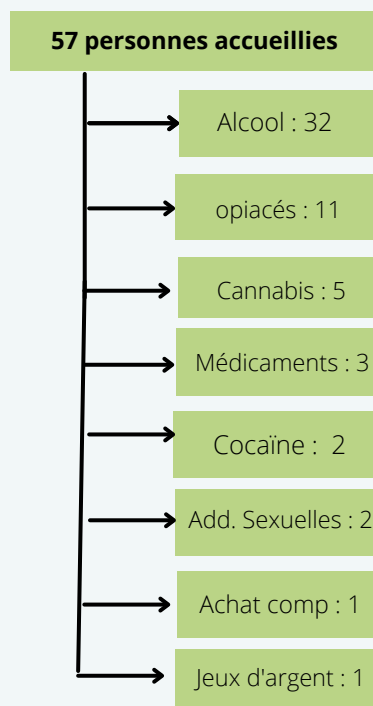 57 personnes accueillies
Alcool : 32
opiacés : 11
Cannabis : 5
Médicaments : 3
Cocaïne :  2
Add. Sexuelles : 2
Achat comp : 1
Jeux d'argent : 1